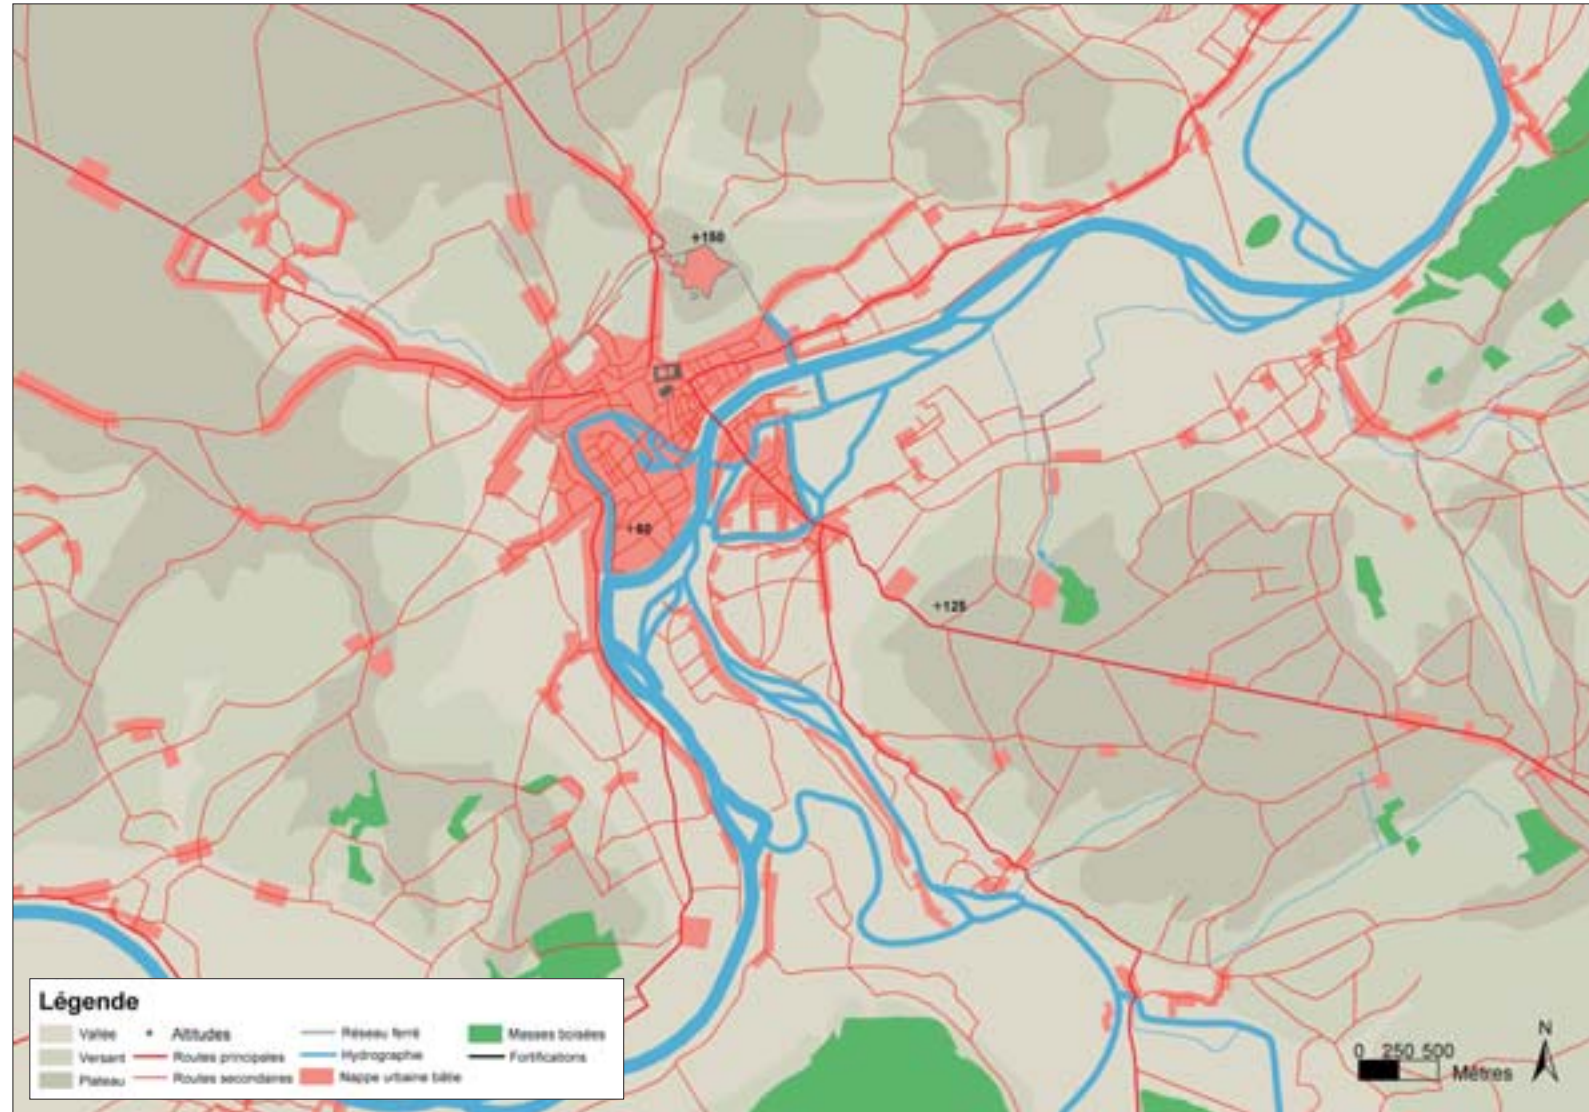 +150
+60
+125
Légende
Vallée
Versant
Plateau
+ Altitudes
Routes principales
Routes secondaires
Réseau ferré
Hydrographie
Nappe urbaine bâtie
Masses boisées
Fortifications
N
0 250 500
Mètres